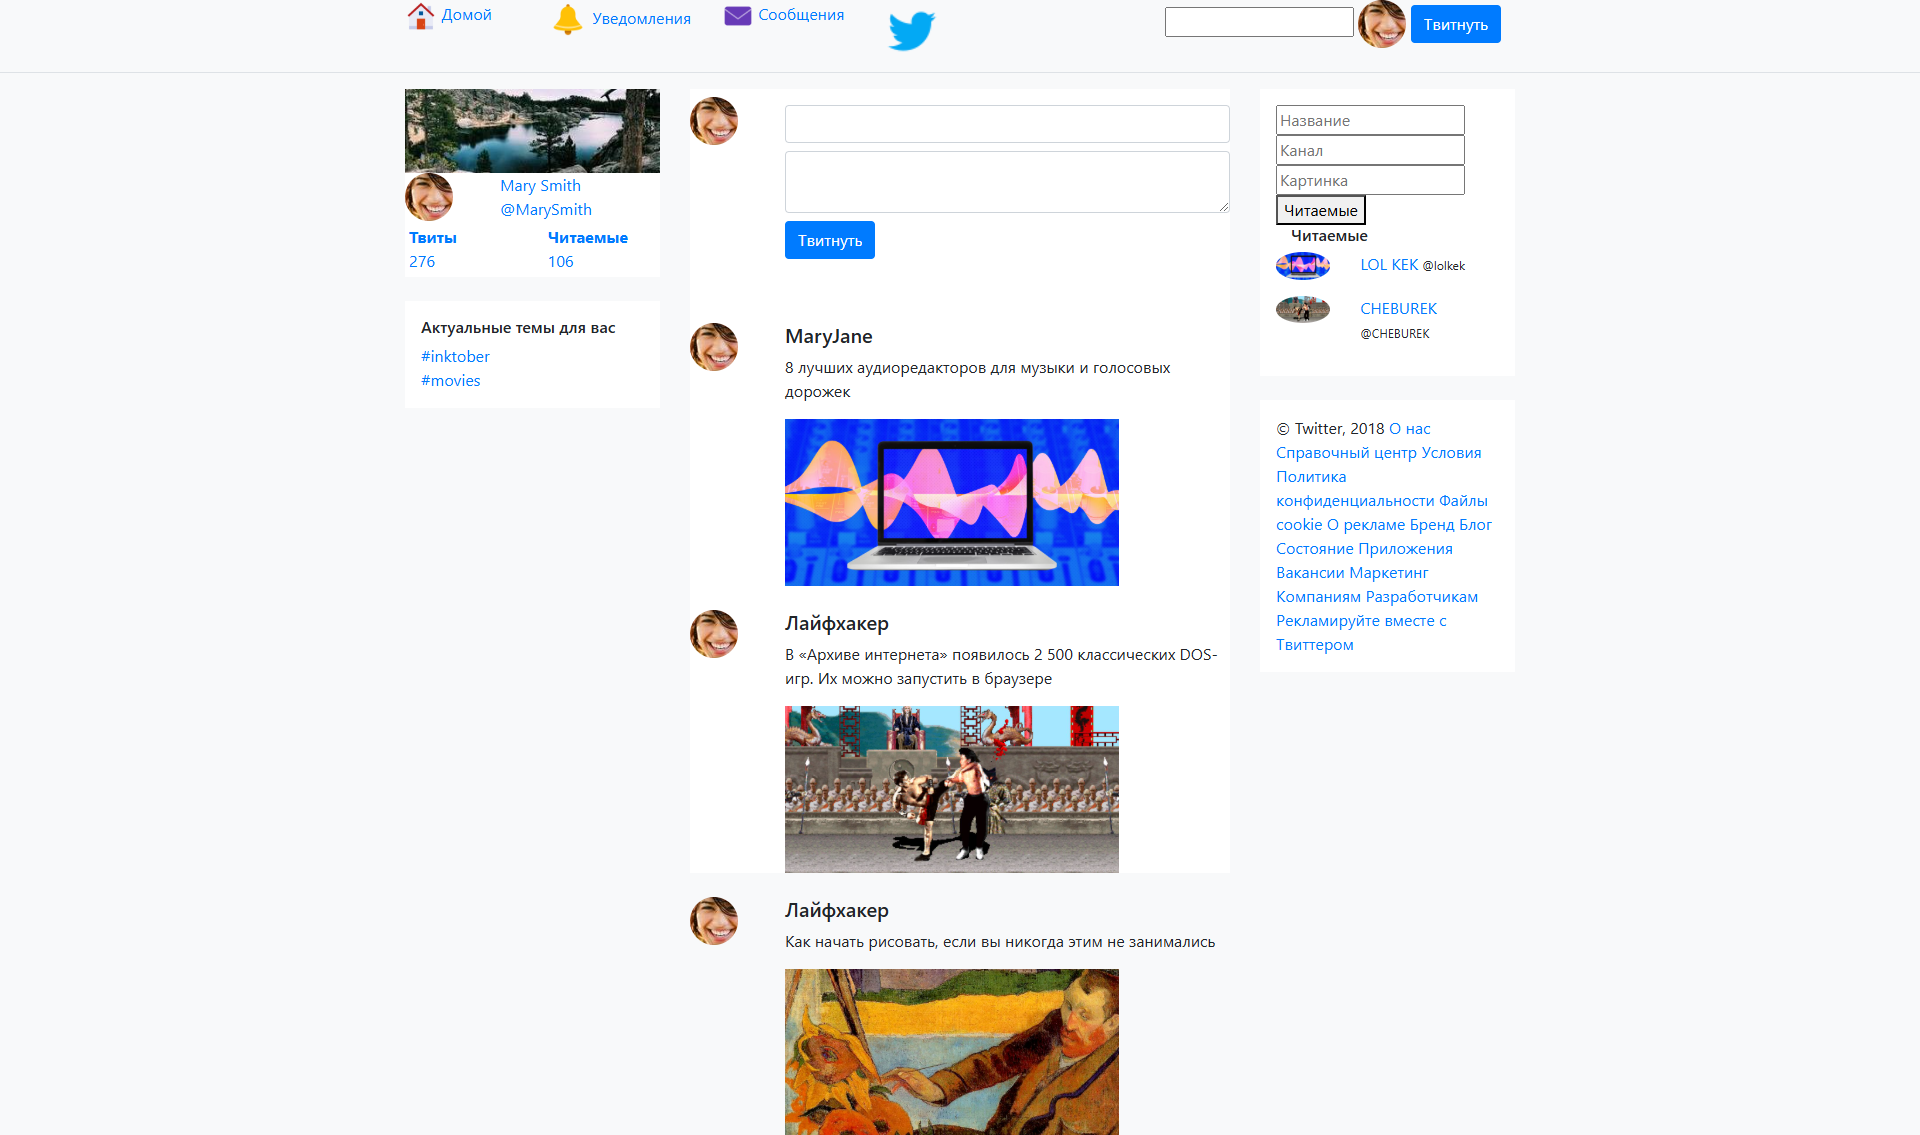 Домой
Уведомления
Сообщения
Твитнуть
Mary Smith
@MarySmith
Твиты
Читаемые
276
106
Актуальные темы для вас
#inktober
#movies
Твитнуть
MaryJane
8 лучших аудиоредакторов для музыки и голосовых
дорожек
Лайфхакер
В «Архиве интернета» появилось 2 500 классических DOS-
игр. Их можно запустить в браузере
Лайфхакер
Как начать рисовать, если вы никогда этим не занимались
Название
Канал
Картинка
Читаемые
Читаемые
LOL KEK @lolkek
CHEBUREK
@CHEBUREK
© Twitter, 2018 О нас
Справочный центр Условия
Политика
конфиденциальности Файлы
cookie О рекламе Бренд Блог
Состояние Приложения
Вакансии Маркетинг
Компаниям Разработчикам
Рекламируйте вместе с
Твиттером